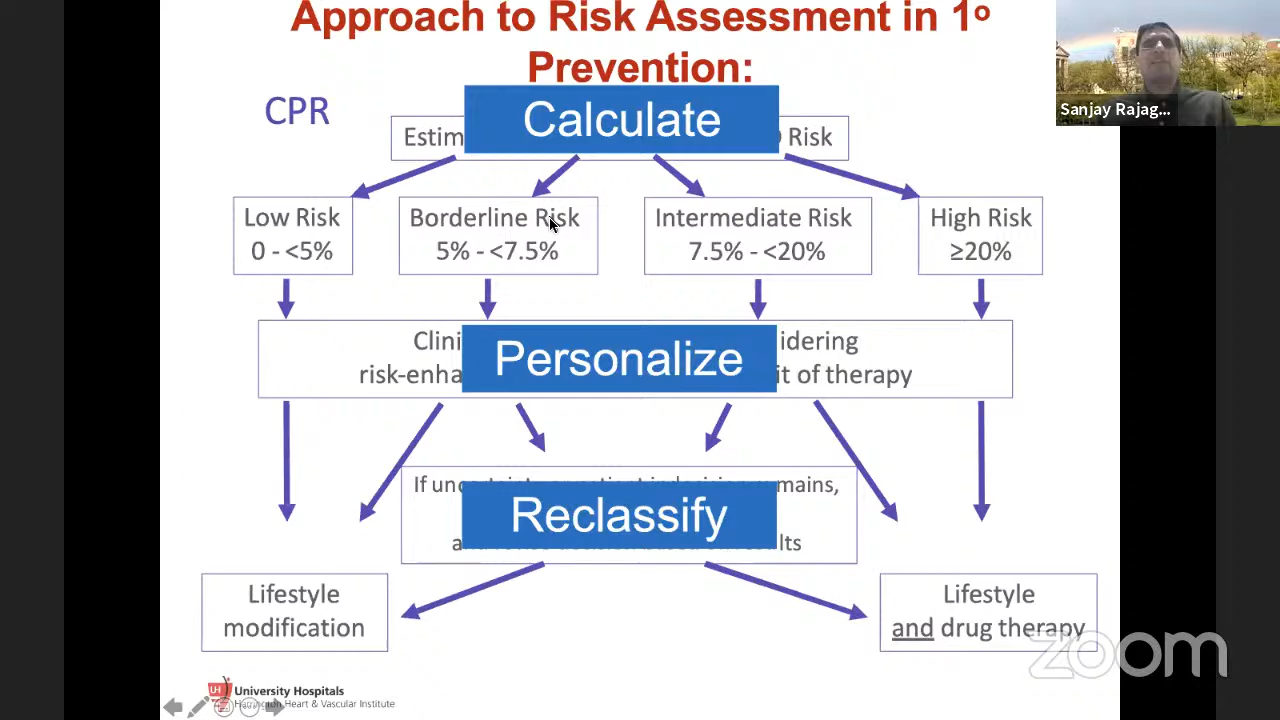 Approach to Risk Assessment in 1º
Prevention:
CPR
Calculate
Estim
Risk
Low Risk
0 - <5%
Borderline Risk
5% - <7.5%
Intermediate Risk
7.5% - <20%
High Risk
≥20%
Clini
idering
Personalize
risk-enha
it of therapy
If
mains,
Reclassify
a
lts
Lifestyle
modification
Lifestyle
and drug therapy
University Hospitals
Harrington Heart & Vascular Institute
UH
Sanjay Rajag...
zoom